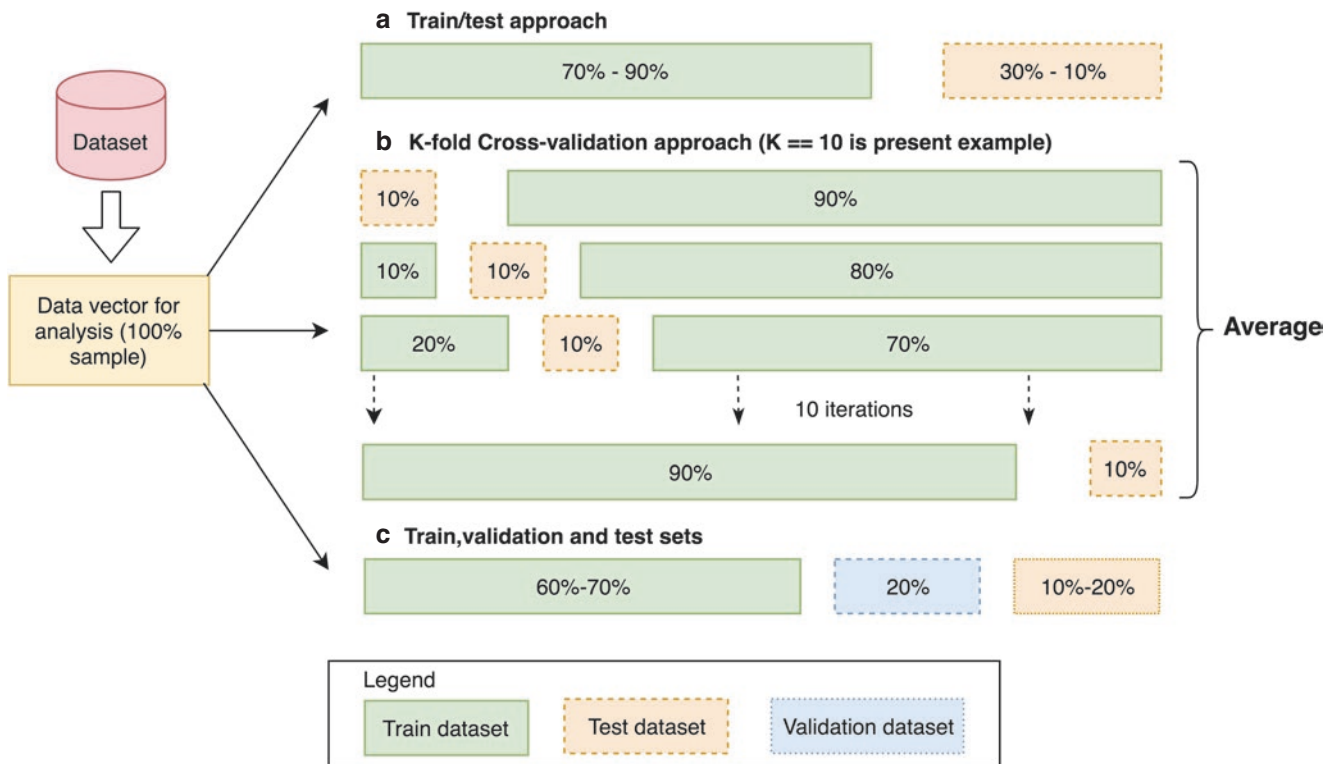 a Train/test approach
70% - 90%
30% - 10%
Dataset
b K-fold Cross-validation approach (K == 10 is present example)
10%
90%
10%
10%
80%
Data vector for
analysis (100%
sample)
20%
10%
70%
Average
10 iterations
90%
10%
c Train,validation and test sets
60%-70%
20%
10%-20%
Legend
Train dataset
Test dataset
Validation dataset